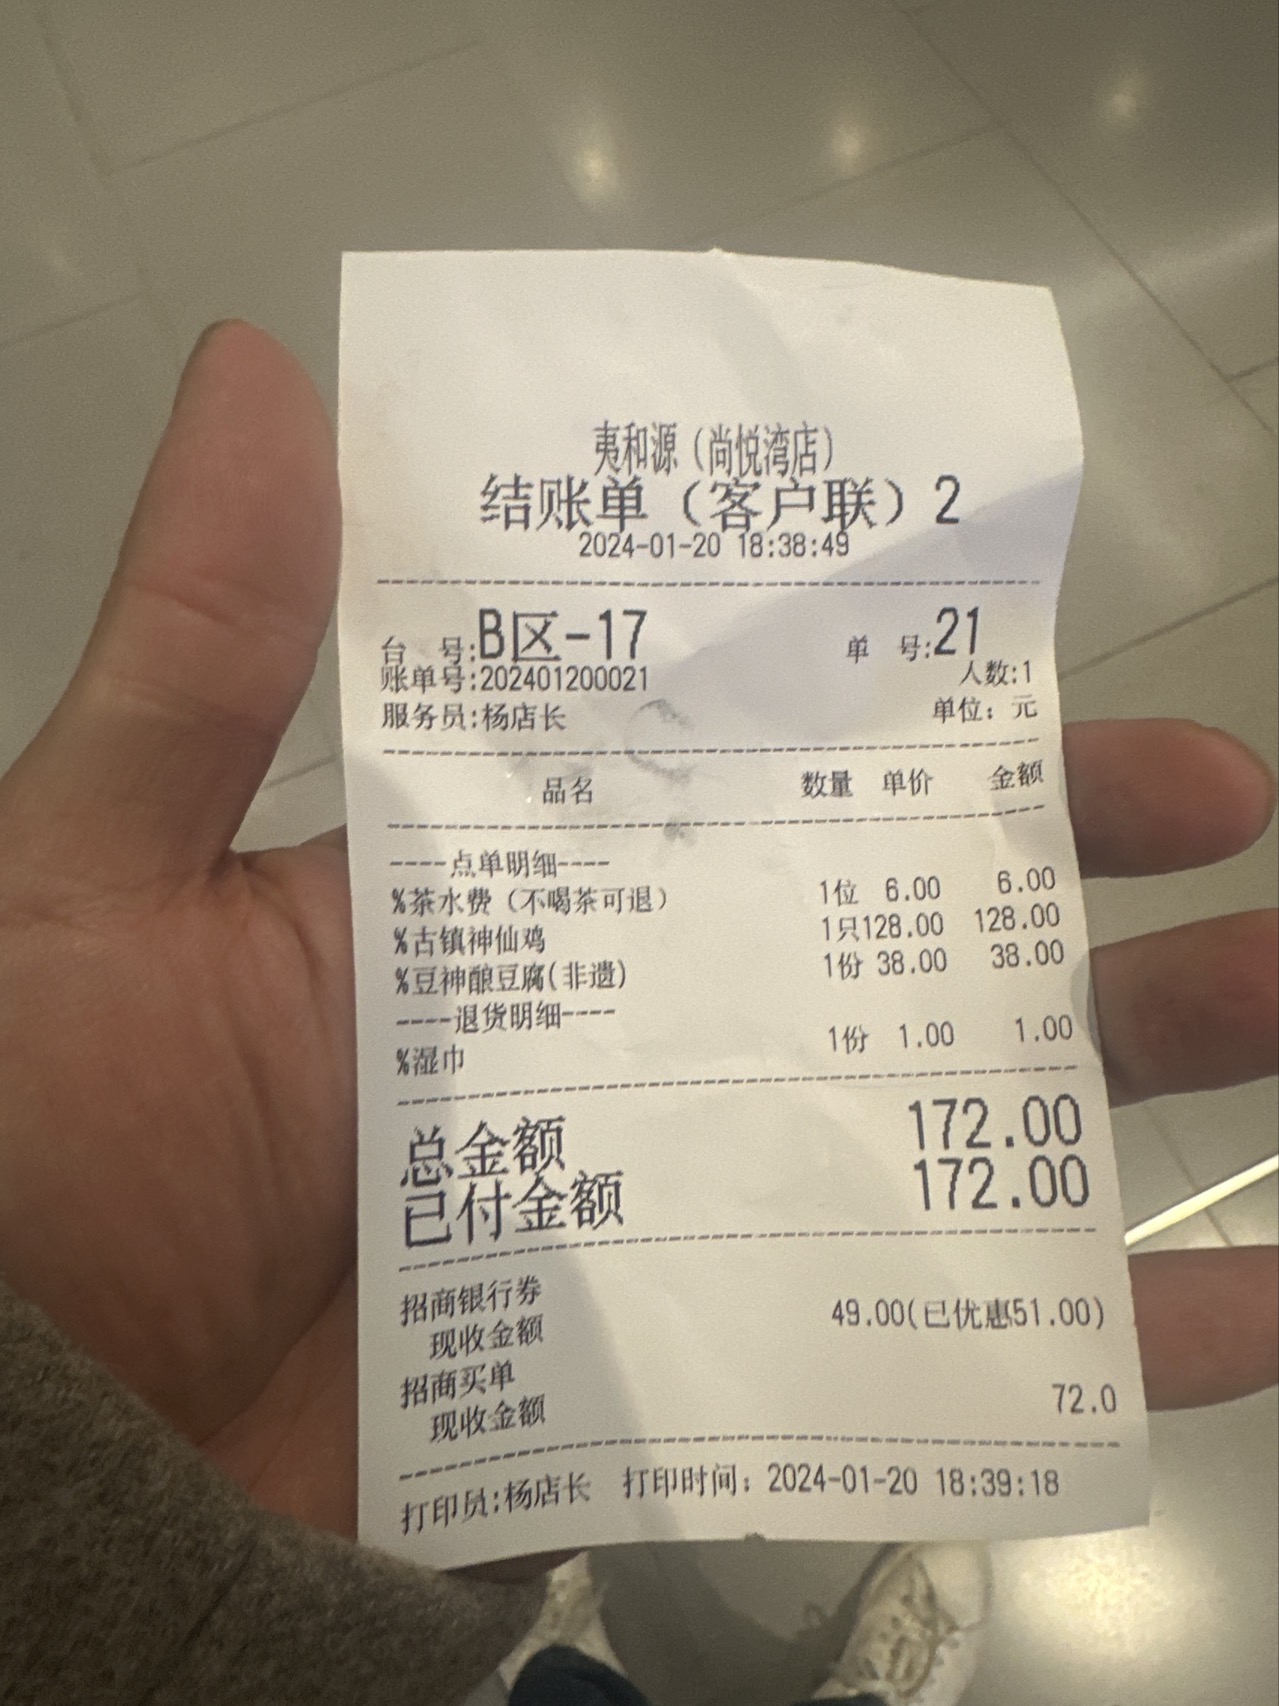 夷和源（尚悦湾店）
结账单（客户联）2
2024-01-20 18:38:49
台 号:B区-17 单 号:21
账单号:202401200021 人数:1
服务员:杨店长 单位：元
品名 数量 单价 金额
----点单明细----
%茶水费（不喝茶可退） 1位 6.00 6.00
%古镇神仙鸡 1只128.00 128.00
%豆神酿豆腐(非遗) 1份 38.00 38.00
----退货明细----
%湿巾 1份 1.00 1.00
总金额 172.00
已付金额 172.00
招商银行券
现收金额 49.00(已优惠51.00)
招商买单
现收金额 72.0
打印员:杨店长 打印时间：2024-01-20 18:39:18